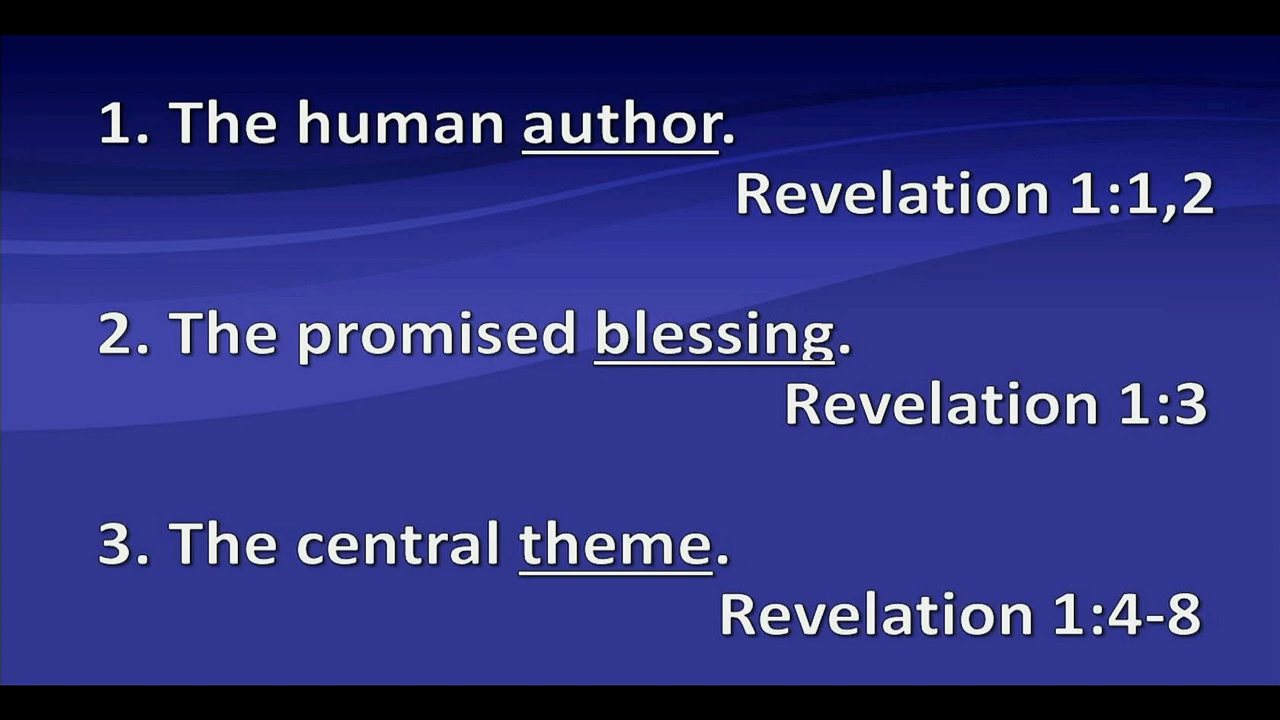 1. The human author.
Revelation 1:1,2
2. The promised blessing.
Revelation 1:3
3. The central theme.
Revelation 1:4-8